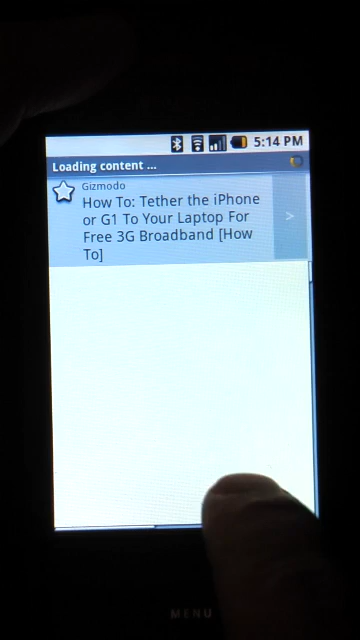 5:14 PM
Loading content ...
Gizmodo
How To: Tether the iPhone
or G1 To Your Laptop For
Free 3G Broadband [How
To]
>
MENU